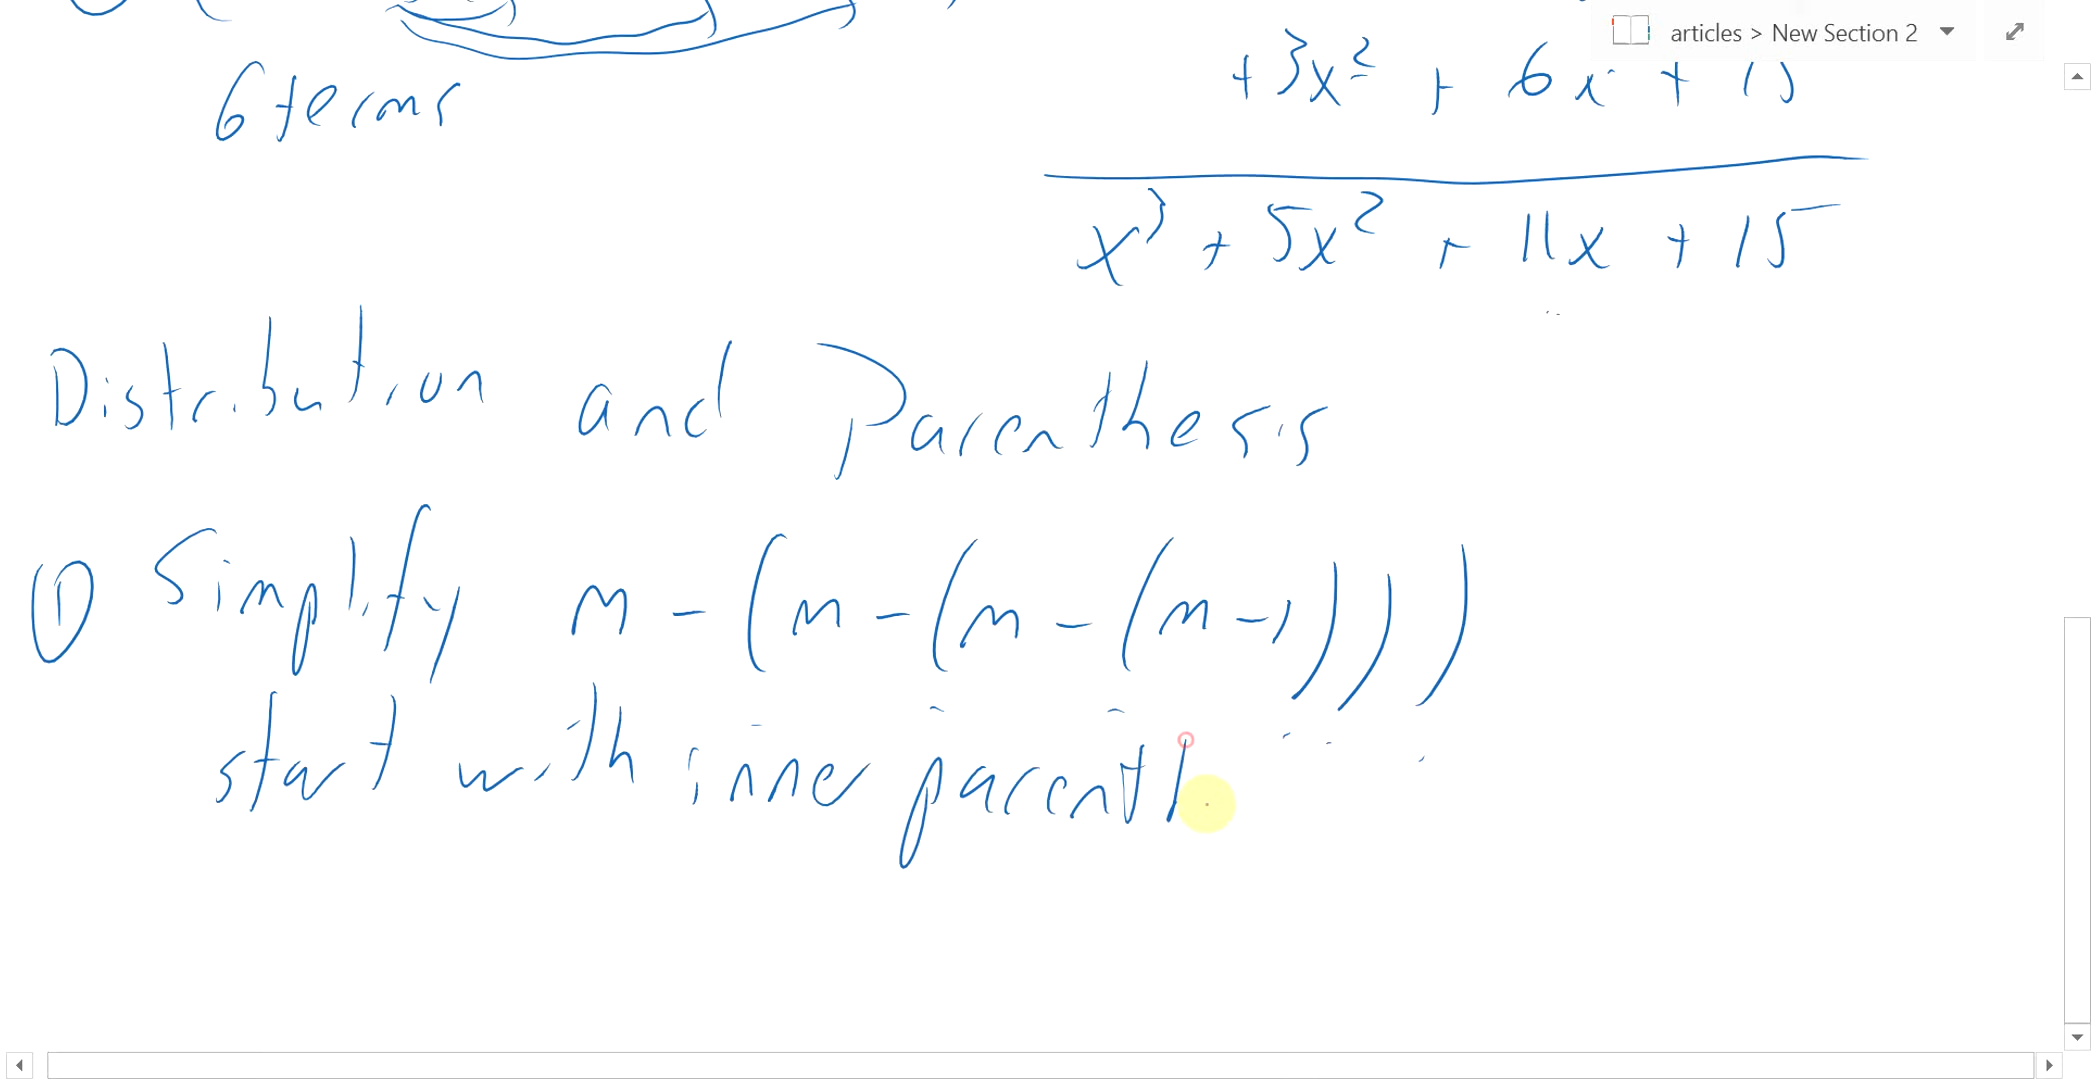 articles > New Section 2
+3x² + 6x + 15
6 terms
x³ + 5x² + 11x + 15
Distribution and Parenthesis
① Simplify m - (m - (m - (m - 1)))
start with inner parenth